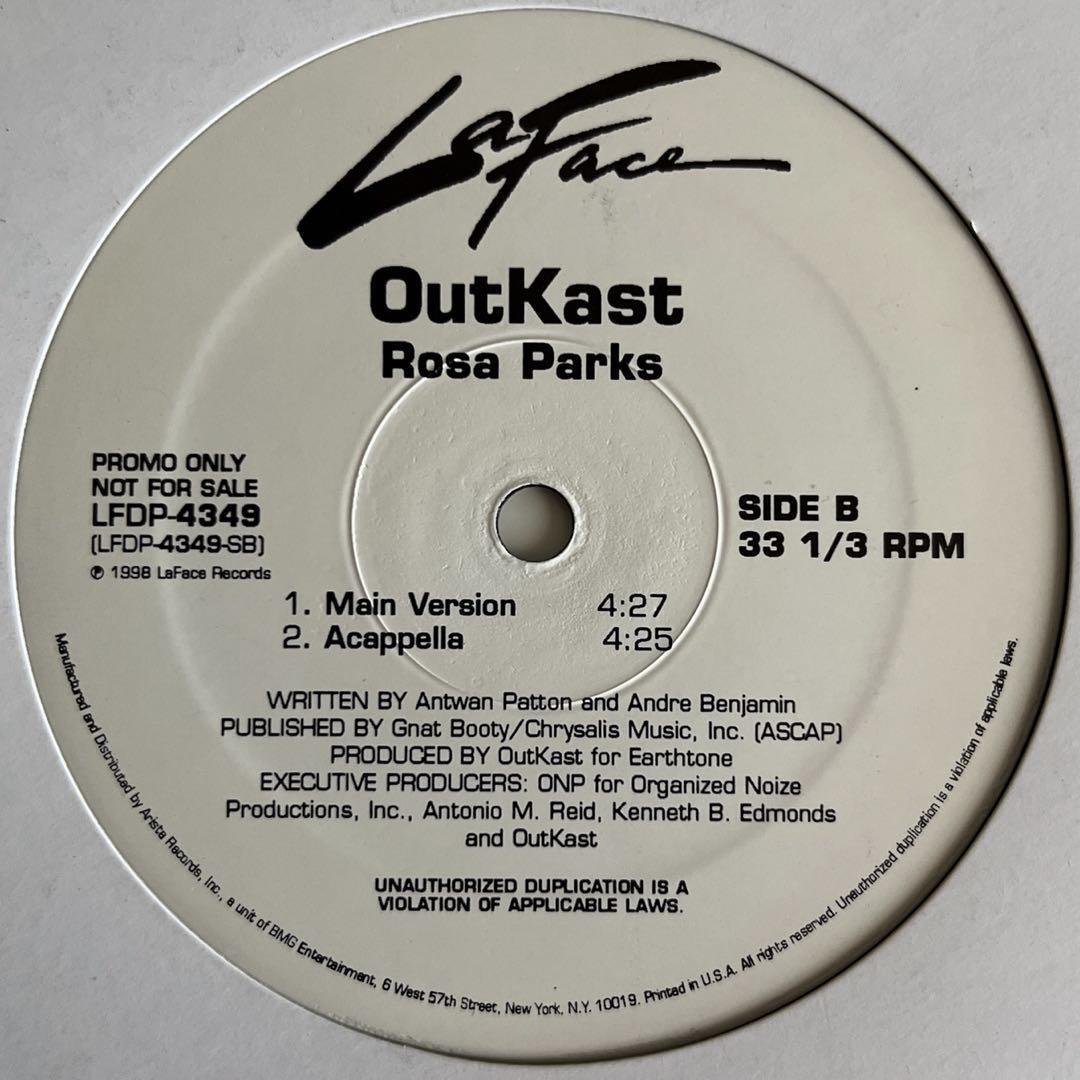 LaFace
OutKast
Rosa Parks
PROMO ONLY
NOT FOR SALE
LFDP-4349
(LFDP-4349-SB)
℗ 1998 LaFace Records
SIDE B
33 1/3 RPM
1. Main Version 4:27
2. Acappella 4:25
WRITTEN BY Antwan Patton and Andre Benjamin
PUBLISHED BY Gnat Booty/Chrysalis Music, Inc. (ASCAP)
PRODUCED BY OutKast for Earthtone
EXECUTIVE PRODUCERS: ONP for Organized Noize
Productions, Inc., Antonio M. Reid, Kenneth B. Edmonds
and OutKast
UNAUTHORIZED DUPLICATION IS A
VIOLATION OF APPLICABLE LAWS.
Manufactured and Distributed by Arista Records, Inc., a unit of BMG Entertainment, 6 West 57th Street, New York, N.Y. 10019. Printed in U.S.A. All rights reserved. Unauthorized duplication is a violation of applicable laws.